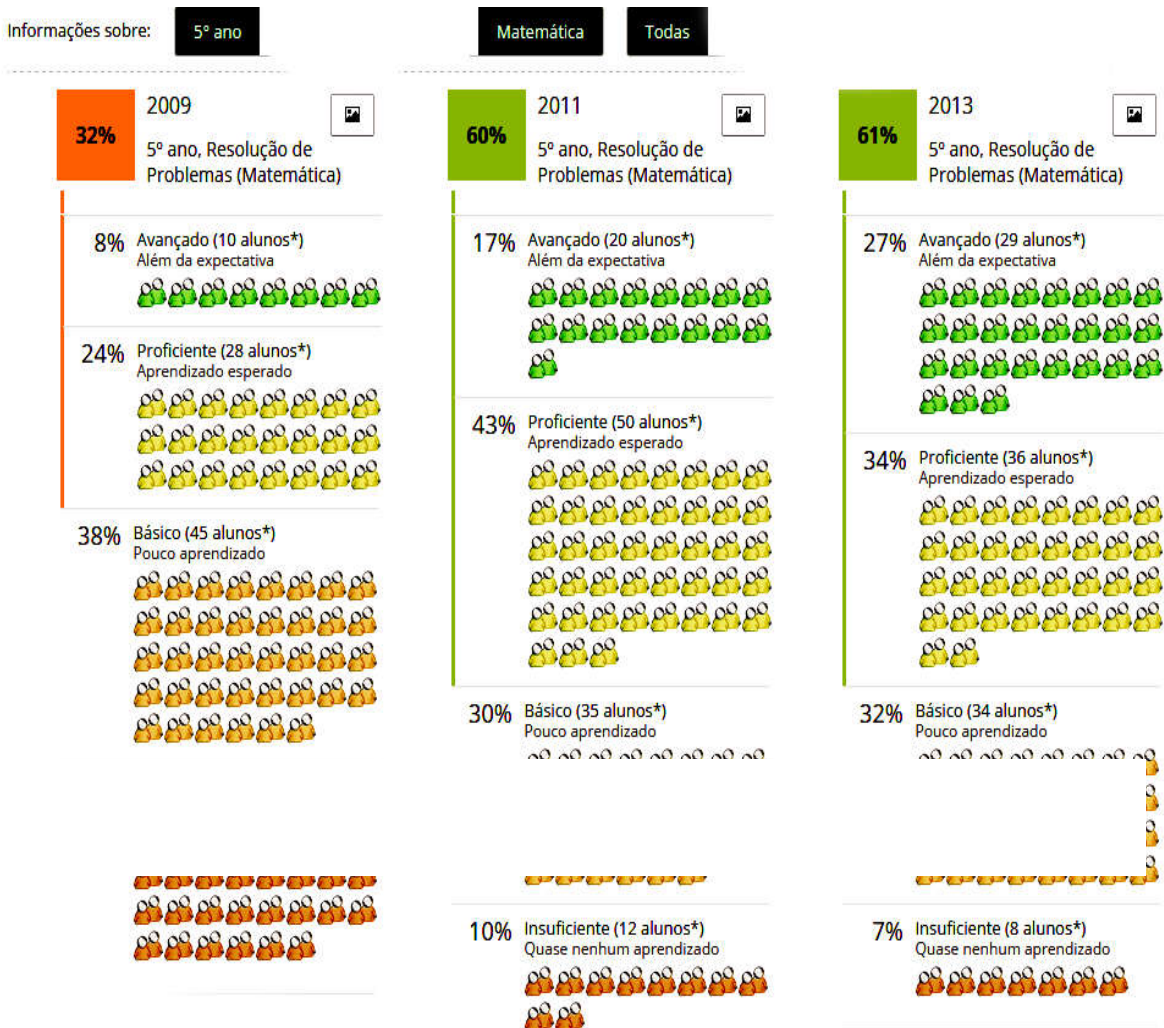 Informações sobre:
5º ano
Matemática
Todas
32%
2009
5º ano, Resolução de
Problemas (Matemática)
8%
Avançado (10 alunos*)
Além da expectativa
24%
Proficiente (28 alunos*)
Aprendizado esperado
38%
Básico (45 alunos*)
Pouco aprendizado
60%
2011
5º ano, Resolução de
Problemas (Matemática)
17%
Avançado (20 alunos*)
Além da expectativa
43%
Proficiente (50 alunos*)
Aprendizado esperado
30%
Básico (35 alunos*)
Pouco aprendizado
10%
Insuficiente (12 alunos*)
Quase nenhum aprendizado
61%
2013
5º ano, Resolução de
Problemas (Matemática)
27%
Avançado (29 alunos*)
Além da expectativa
34%
Proficiente (36 alunos*)
Aprendizado esperado
32%
Básico (34 alunos*)
Pouco aprendizado
7%
Insuficiente (8 alunos*)
Quase nenhum aprendizado